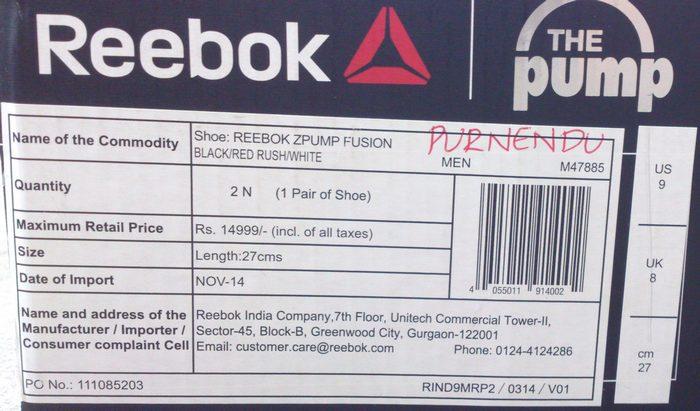 Reebok
THE
pump
PURNENDU
Name of the Commodity
Shoe: REEBOK ZPUMP FUSION
BLACK/RED RUSH/WHITE
MEN
M47885
Quantity
2 N (1 Pair of Shoe)
Maximum Retail Price
Rs. 14999/- (incl. of all taxes)
Size
Length:27cms
Date of Import
NOV-14
4 055011 914002
Name and address of the
Manufacturer / Importer /
Consumer complaint Cell
Reebok India Company,7th Floor, Unitech Commercial Tower-II,
Sector-45, Block-B, Greenwood City, Gurgaon-122001
Email: customer.care@reebok.com Phone: 0124-4124286
PO No.: 111085203
RIND9MRP2 / 0314 / V01
US
9
UK
8
cm
27